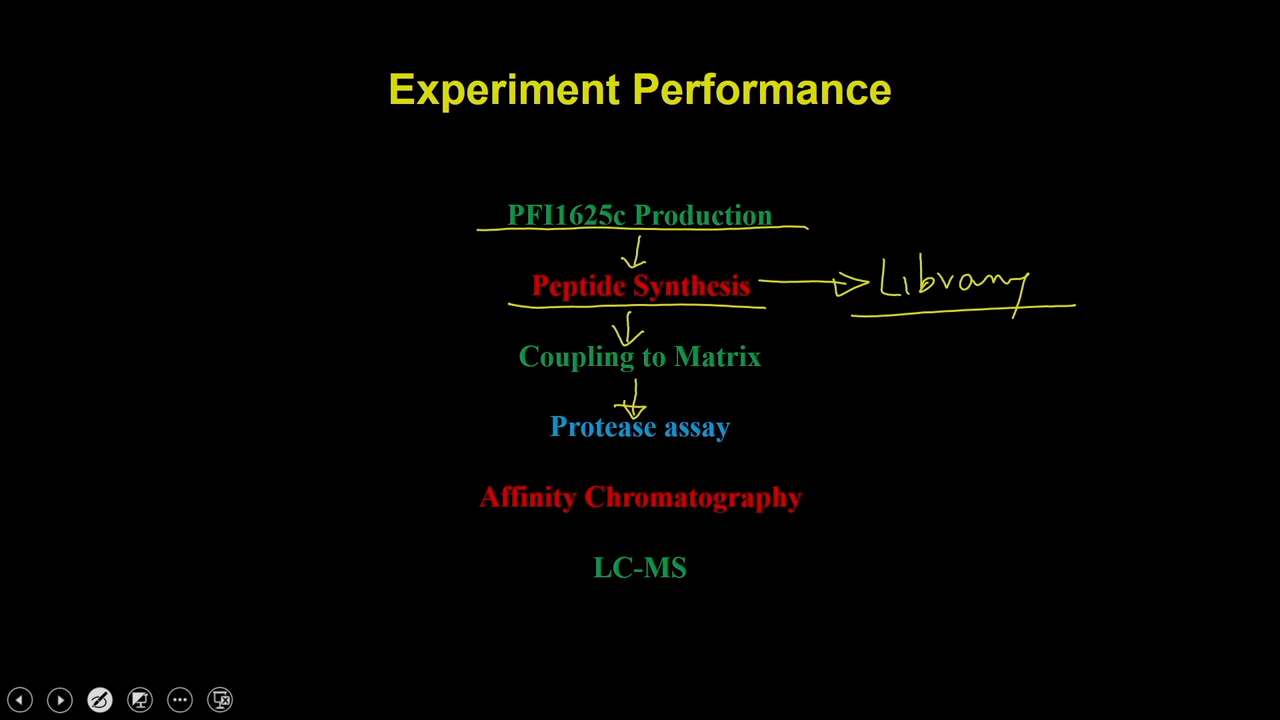 Experiment Performance
PFI1625c Production
Peptide Synthesis Library
Coupling to Matrix
Protease assay
Affinity Chromatography
LC-MS